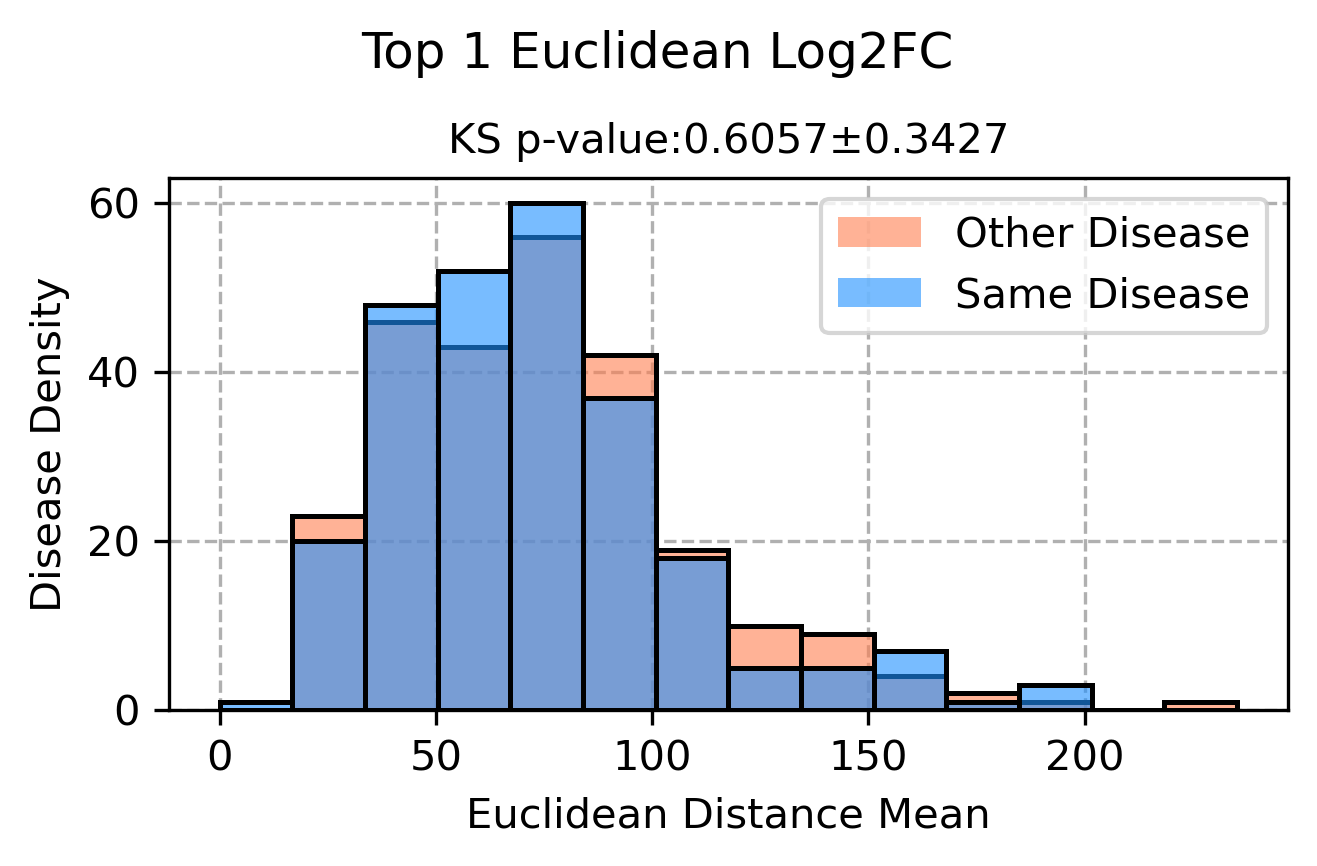 Top 1 Euclidean Log2FC
KS p-value:0.6057±0.3427
Disease Density
60
40
20
0
Other Disease
Same Disease
0 50 100 150 200
Euclidean Distance Mean